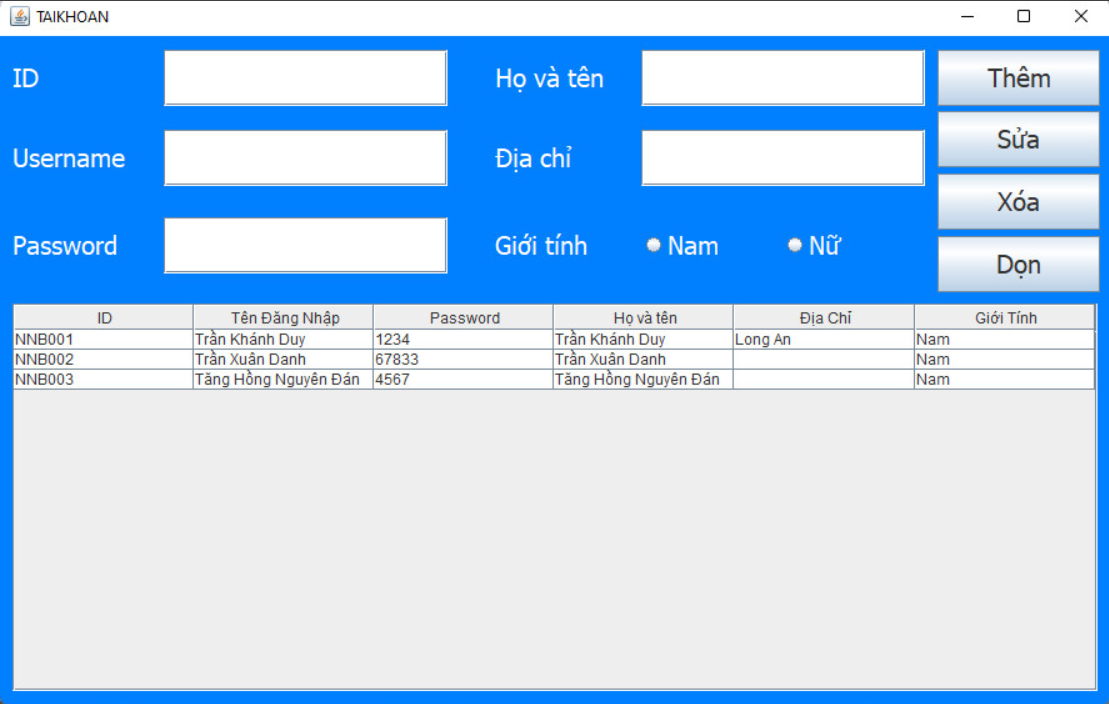 TAIKHOAN
ID Họ và tên Thêm
Sửa
Username Địa chỉ
Xóa
Password Giới tính Nam Nữ
Dọn
ID Tên Đăng Nhập Password Họ và tên Địa Chỉ Giới Tính
NNB001 Trần Khánh Duy 1234 Trần Khánh Duy Long An Nam
NNB002 Trần Xuân Danh 67833 Trần Xuân Danh Nam
NNB003 Tăng Hồng Nguyên Đán 4567 Tăng Hồng Nguyên Đán Nam